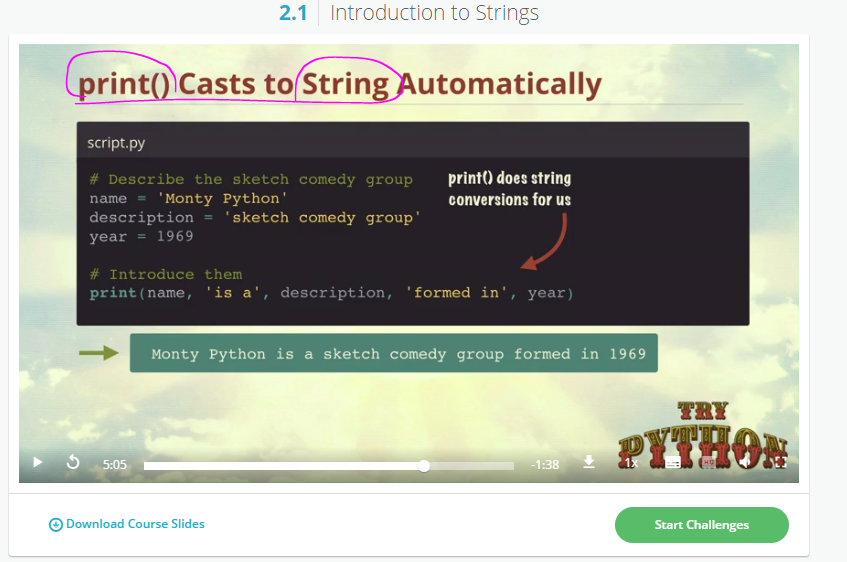 2.1 Introduction to Strings
print() Casts to String Automatically
script.py
# Describe the sketch comedy group
name = 'Monty Python'
description = 'sketch comedy group'
year = 1969
print() does string
conversions for us
# Introduce them
print(name, 'is a', description, 'formed in', year)
Monty Python is a sketch comedy group formed in 1969
TRY
PYTHON
5:05
-1:38
1x
HD
Download Course Slides
Start Challenges